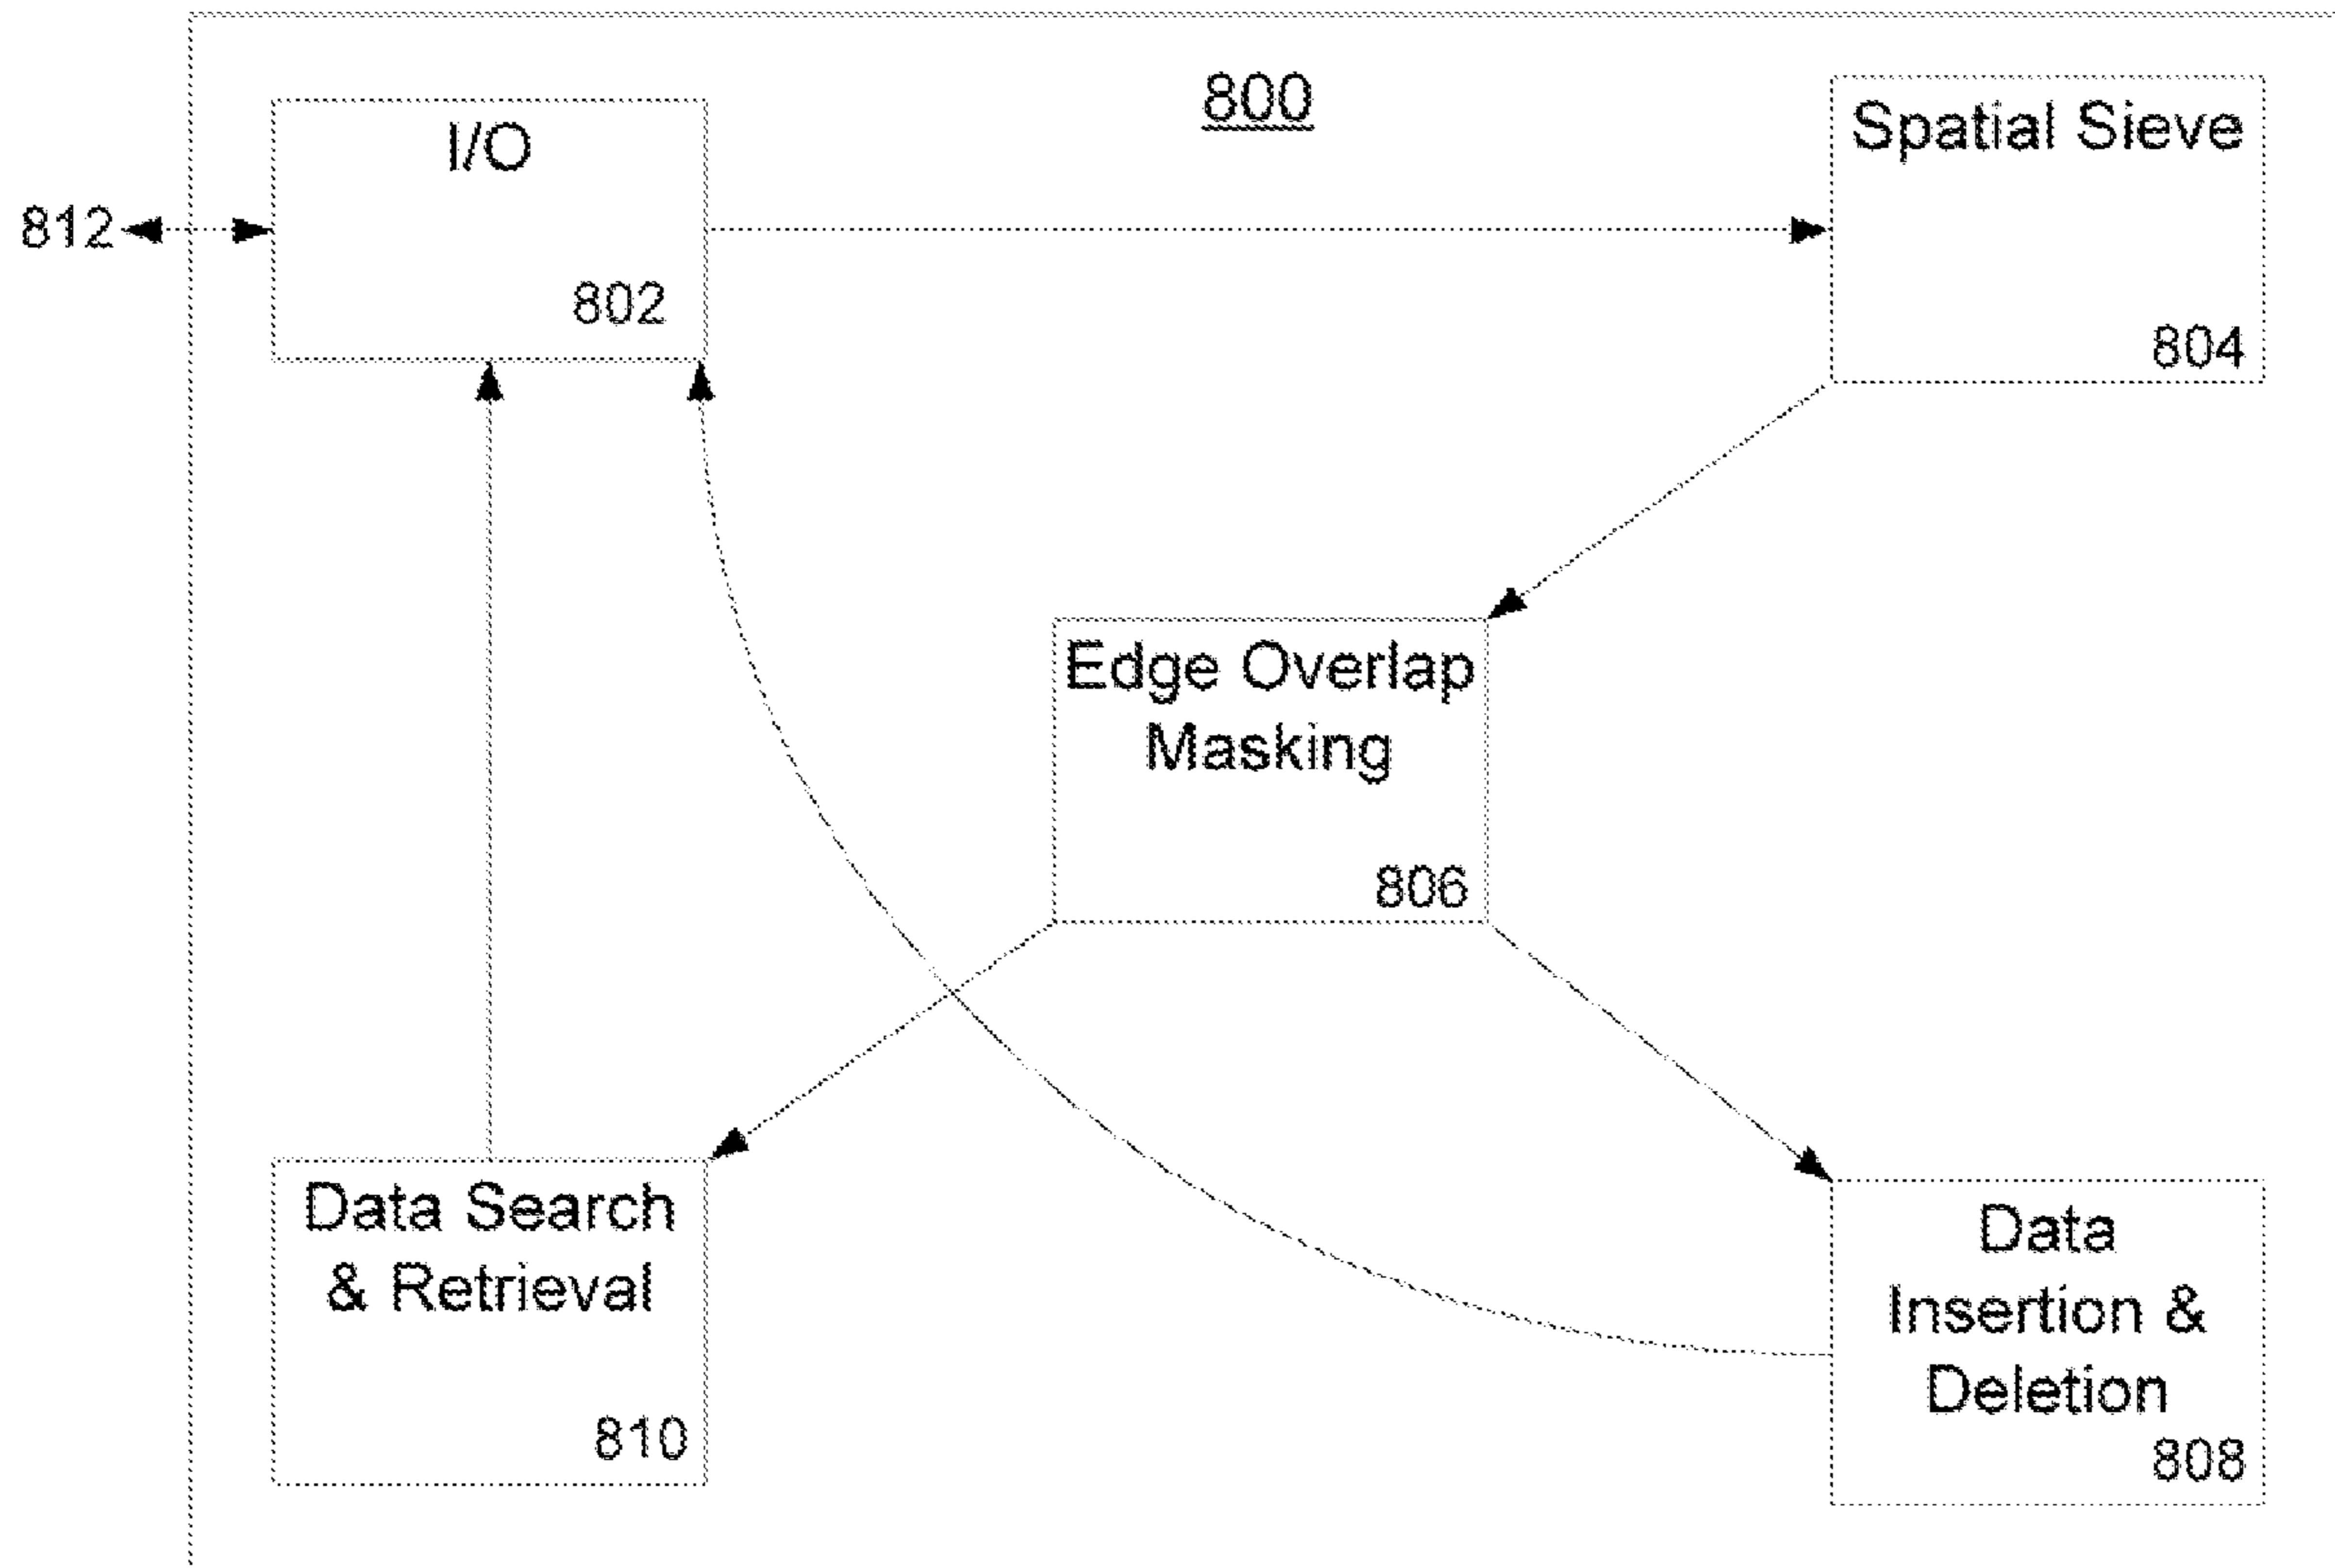 800
I/O
802
812
Spatial Sieve
804
Edge Overlap
Masking
806
Data Search
& Retrieval
810
Data
Insertion &
Deletion
808